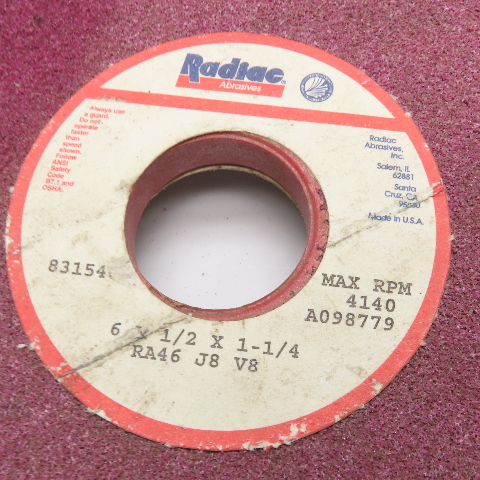 Radiac
Abrasives
Always use
a guard.
Do not
operate
faster
than
speed
shown.
Follow
ANSI
Safety
Code
B7.1 and
OSHA.
Radiac
Abrasives,
Inc.
Salem, IL
62881
Santa
Cruz, CA
95060
Made in U.S.A.
83154
MAX RPM
4140
A098779
6 X 1/2 X 1-1/4
RA46 J8 V8